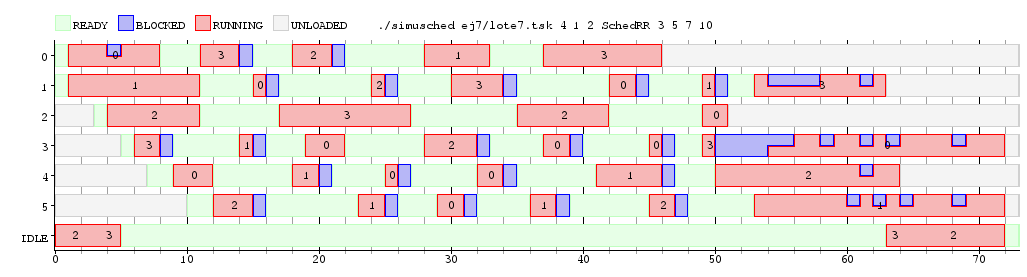 READY BLOCKED RUNNING UNLOADED ./simusched ej7/lote7.tsk 4 1 2 SchedRR 3 5 7 10
0 0 3 2 1 3
1 1 0 2 3 0 1 3
2 2 3 2 0
3 3 1 0 2 0 0 3 0
4 0 1 0 0 1 2
5 2 1 0 1 2 1
IDLE 2 3 3 2
0 10 20 30 40 50 60 70